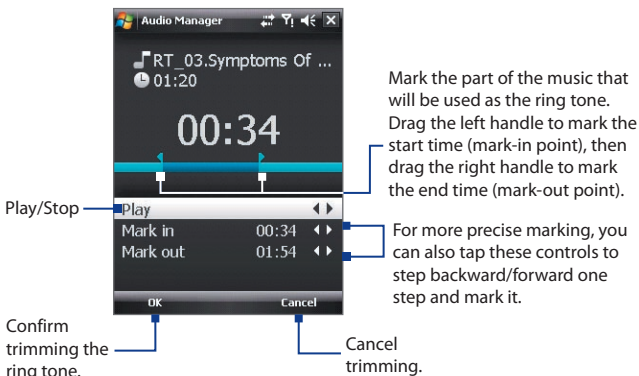 Audio Manager
RT_03.Symptoms Of ...
01:20
00:34
Play
Mark in 00:34
Mark out 01:54
OK Cancel
Mark the part of the music that
will be used as the ring tone.
Drag the left handle to mark the
start time (mark-in point), then
drag the right handle to mark
the end time (mark-out point).
Play/Stop
For more precise marking, you
can also tap these controls to
step backward/forward one
step and mark it.
Confirm
trimming the
ring tone.
Cancel
trimming.